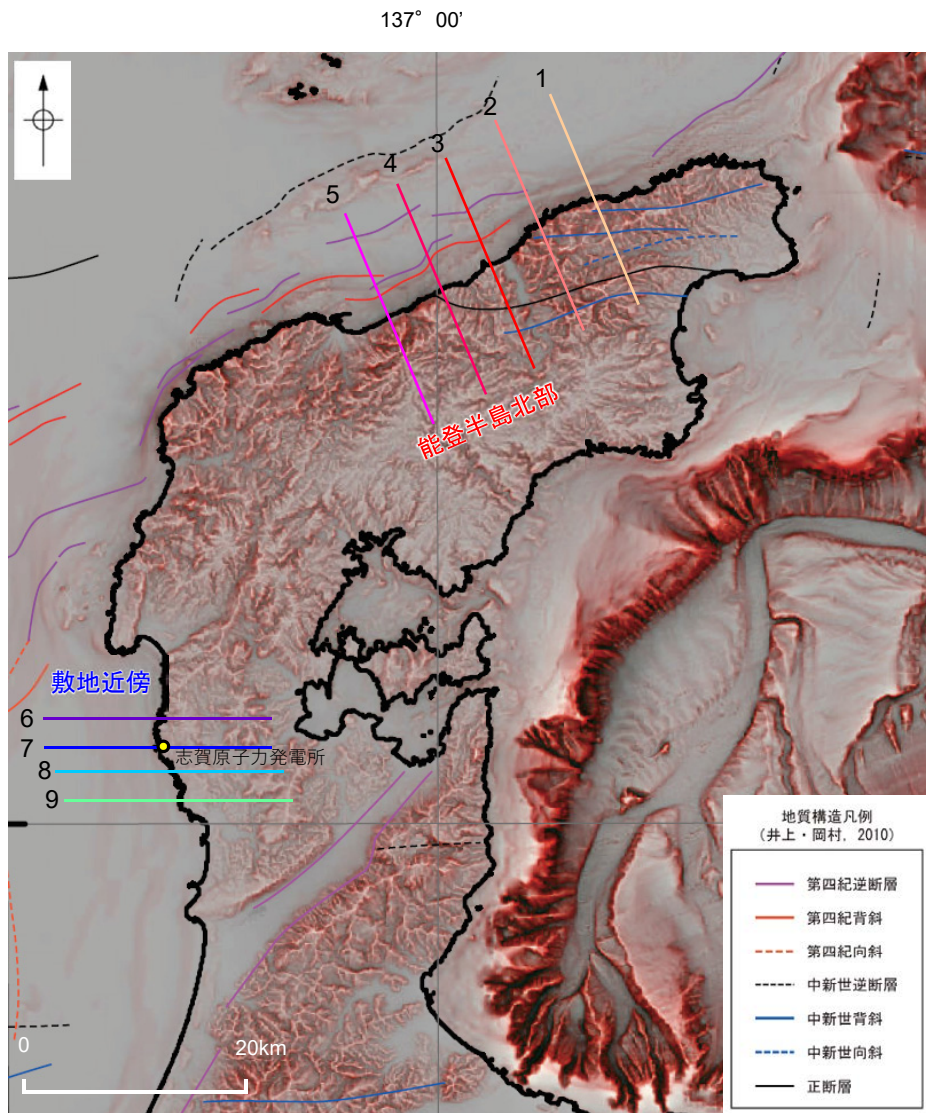 137° 00′
1
2
3
4
5
能登半島北部
敷地近傍
6
7
志賀原子力発電所
8
9
地質構造凡例
(井上・岡村, 2010)
第四紀逆断層
第四紀背斜
第四紀向斜
中新世逆断層
中新世背斜
中新世向斜
正断層
0
20km